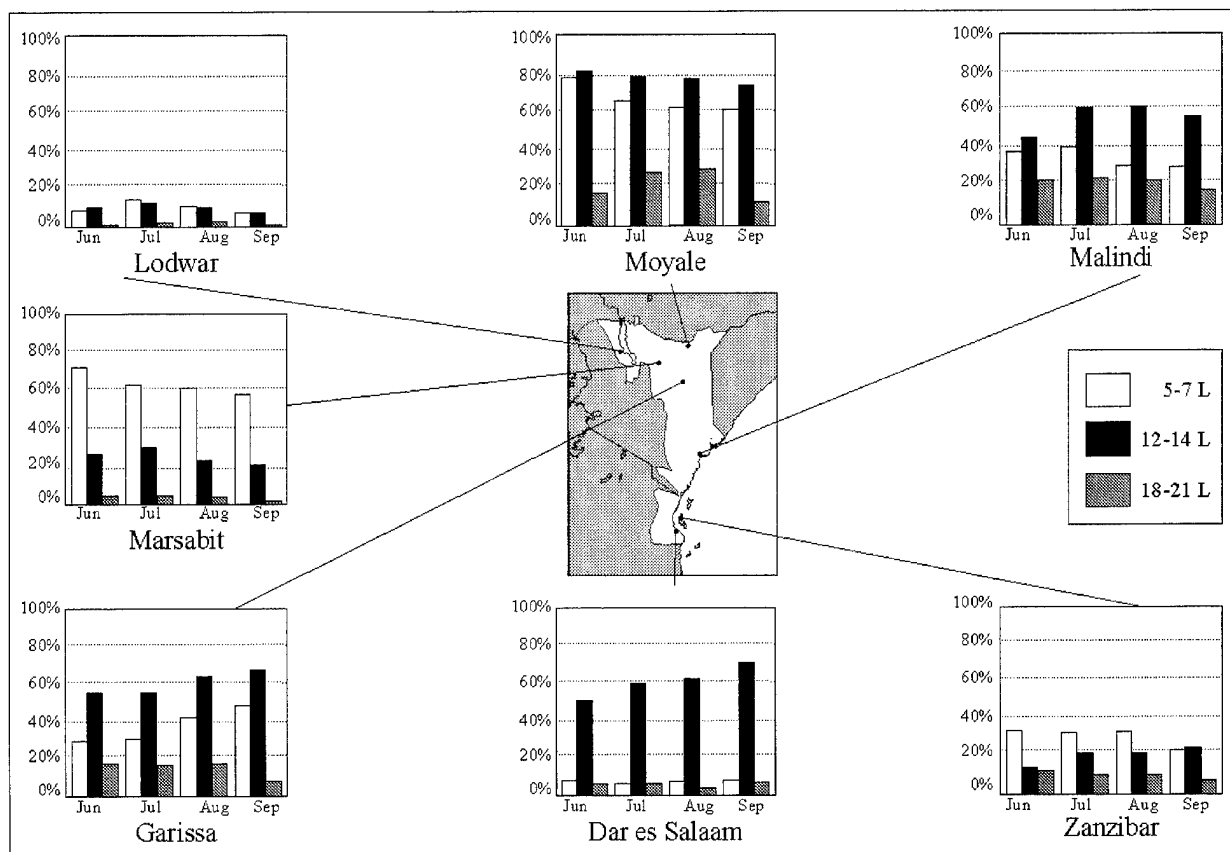 100%
80%
60%
40%
20%
0%
Jun Jul Aug Sep
Lodwar
100%
80%
60%
40%
20%
0%
Jun Jul Aug Sep
Moyale
100%
80%
60%
40%
20%
0%
Jun Jul Aug Sep
Malindi
100%
80%
60%
40%
20%
0%
Jun Jul Aug Sep
Marsabit
5-7 L
12-14 L
18-21 L
100%
80%
60%
40%
20%
0%
Jun Jul Aug Sep
Garissa
100%
80%
60%
40%
20%
0%
Jun Jul Aug Sep
Dar es Salaam
100%
80%
60%
40%
20%
0%
Jun Jul Aug Sep
Zanzibar